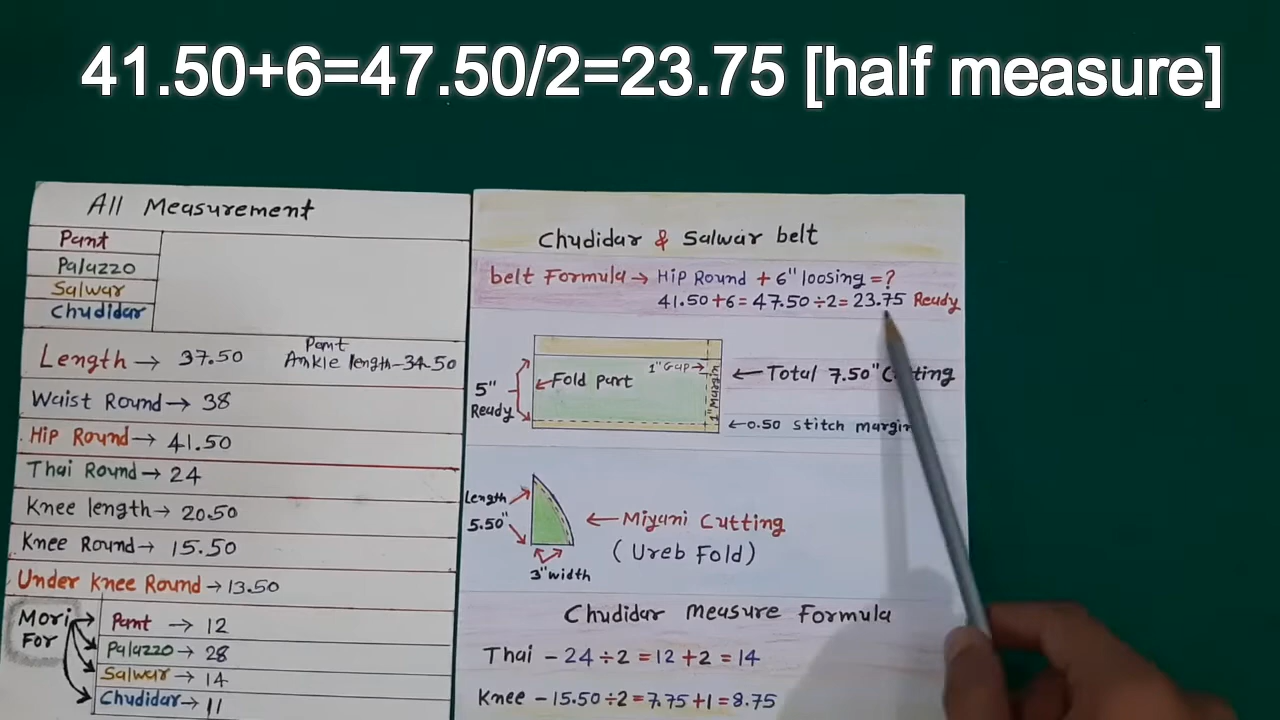 41.50+6=47.50/2=23.75 [half measure]
All Measurement
Pant
Palazzo
Salwar
Chudidar
Length → 37.50
Pant
Ankle length-34.50
Waist Round → 38
Hip Round → 41.50
Thai Round → 24
Knee length → 20.50
Knee Round → 15.50
Under Knee Round → 13.50
Mori For
Pant → 12
Palazzo → 28
Salwar → 14
Chudidar → 11
Chudidar & Salwar belt
belt Formula → Hip Round + 6" loosing =?
41.50+6= 47.50÷2= 23.75 Ready
5"
Ready
Fold part
1" Gap →
1" Margin
← Total 7.50" Cutting
← 0.50 Stitch margin
Length
5.50"
3" width
← Miyani Cutting
(Ureb Fold)
Chudidar Measure Formula
Thai - 24÷2 =12 +2 = 14
Knee - 15.50÷2=7.75+1=8.75